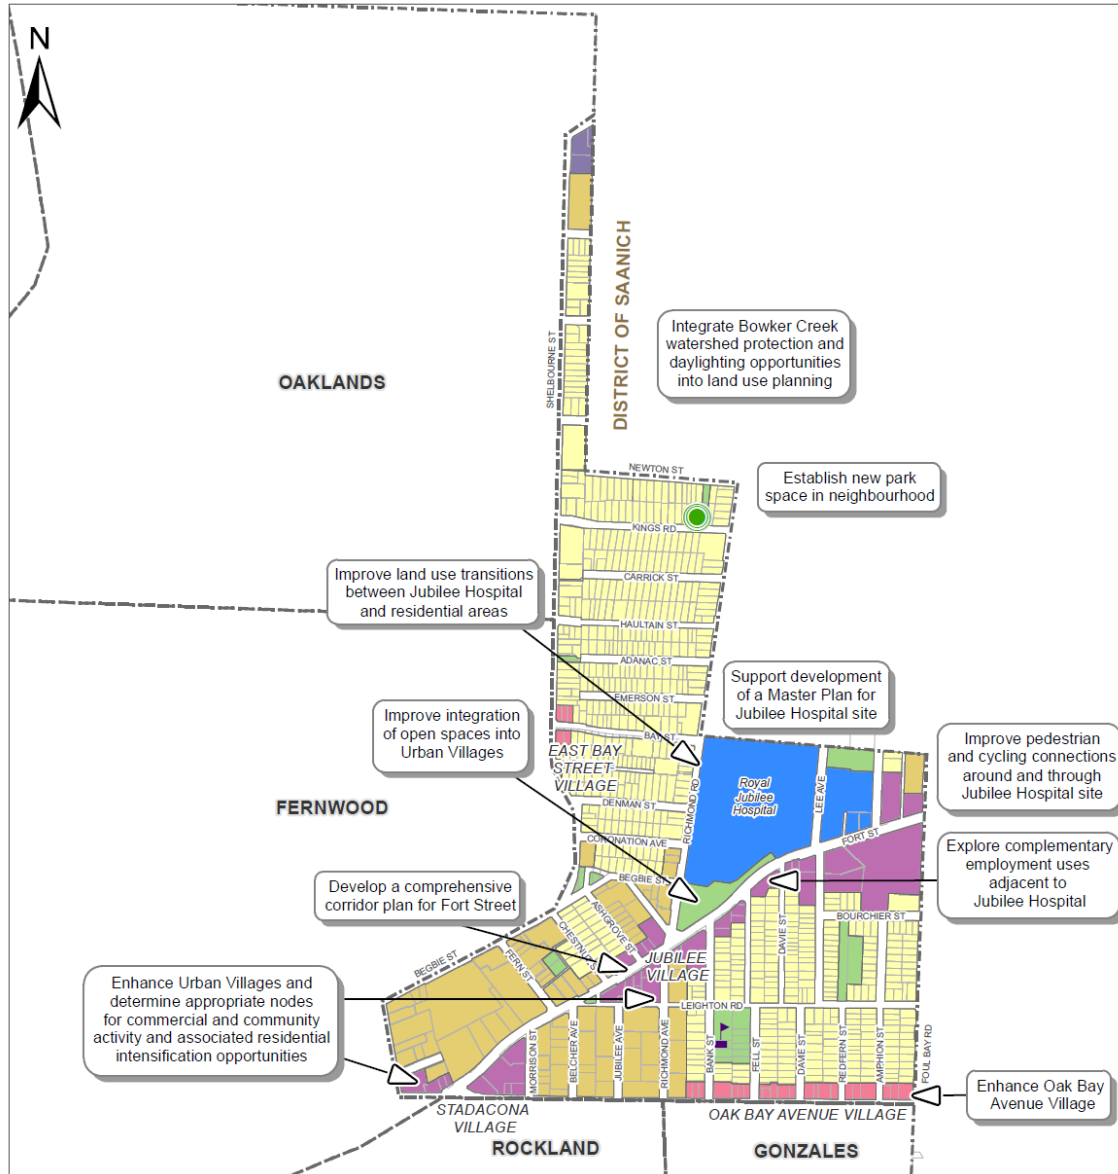 N
DISTRICT OF SAANICH
SHELBOURNE ST
OAKLANDS
Integrate Bowker Creek
watershed protection and
daylighting opportunities
into land use planning
NEWTON ST
Establish new park
space in neighbourhood
KINGS RD
Improve land use transitions
between Jubilee Hospital
and residential areas
CARRICK ST
HAULTAIN ST
ADANAC ST
EMERSON ST
Support development
of a Master Plan for
Jubilee Hospital site
Improve integration
of open spaces into
Urban Villages
BAY ST
EAST BAY
STREET
VILLAGE
Improve pedestrian
and cycling connections
around and through
Jubilee Hospital site
Royal
Jubilee
Hospital
RICHMOND RD
LEE AVE
FERNWOOD
DENMAN ST
CORONATION AVE
FORT ST
Explore complementary
employment uses
adjacent to
Jubilee Hospital
BEGBIE ST
Develop a comprehensive
corridor plan for Fort Street
ASHGROVE ST
CHESTNUT ST
BOURCHIER ST
DAVIE ST
BEGBIE ST
FERN ST
JUBILEE
VILLAGE
Enhance Urban Villages and
determine appropriate nodes
for commercial and community
activity and associated residential
intensification opportunities
LEIGHTON RD
MORRISON ST
BELCHER AVE
JUBILEE AVE
RICHMOND AVE
BANK ST
FELL ST
DAVIE ST
REDFERN ST
AMPHION ST
FOUL BAY RD
Enhance Oak Bay
Avenue Village
STADACONA
VILLAGE
OAK BAY AVENUE VILLAGE
ROCKLAND
GONZALES